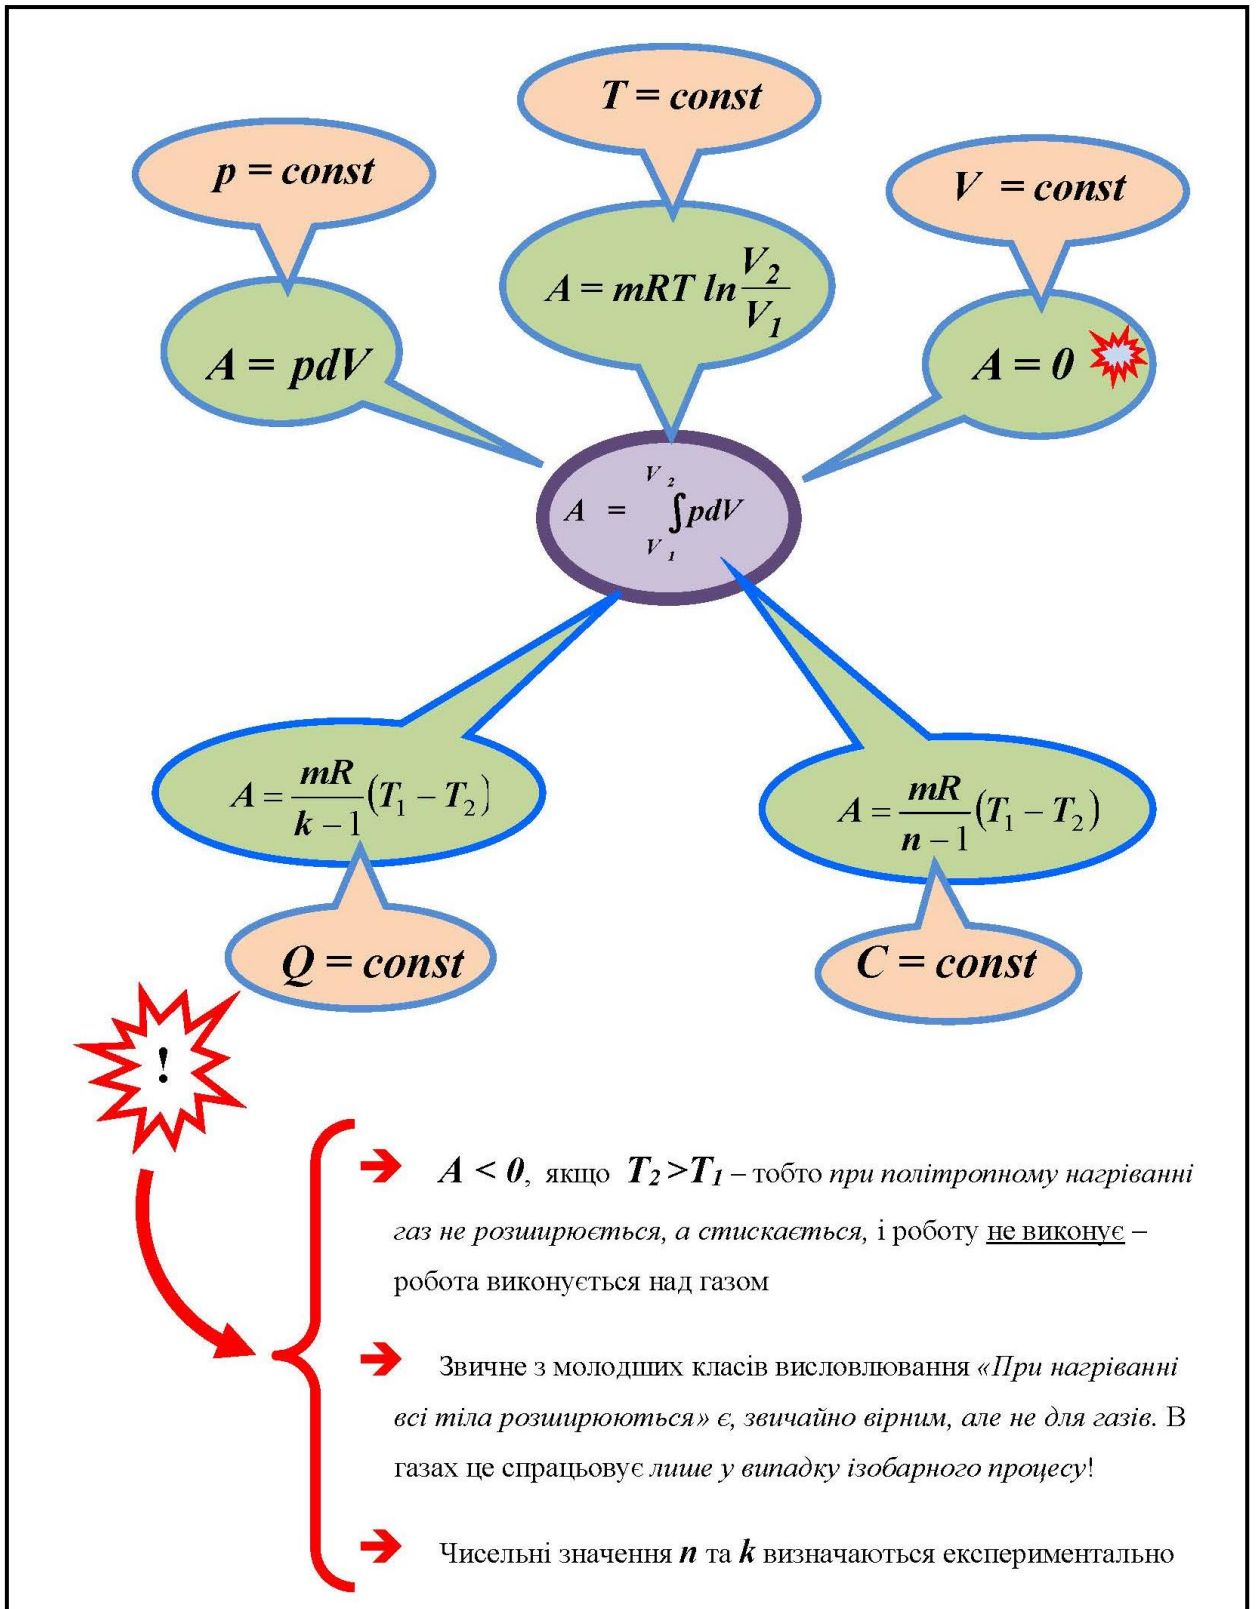 T = const
p = const
V = const
A = mRT ln V₂/V₁
A = pdV
A = 0
A = ∫ pdV
V₂
V₁
A = mR/(k − 1) (T₁ − T₂)
A = mR/(n − 1) (T₁ − T₂)
Q = const
C = const
!
A < 0, якщо T₂ >T₁ – тобто при політропному нагріванні
газ не розширюється, а стискається, і роботу не виконує –
робота виконується над газом
Звичне з молодших класів висловлювання «При нагріванні
всі тіла розширюються» є, звичайно вірним, але не для газів. В
газах це спрацьовує лише у випадку ізобарного процесу!
Чисельні значення n та k визначаються експериментально